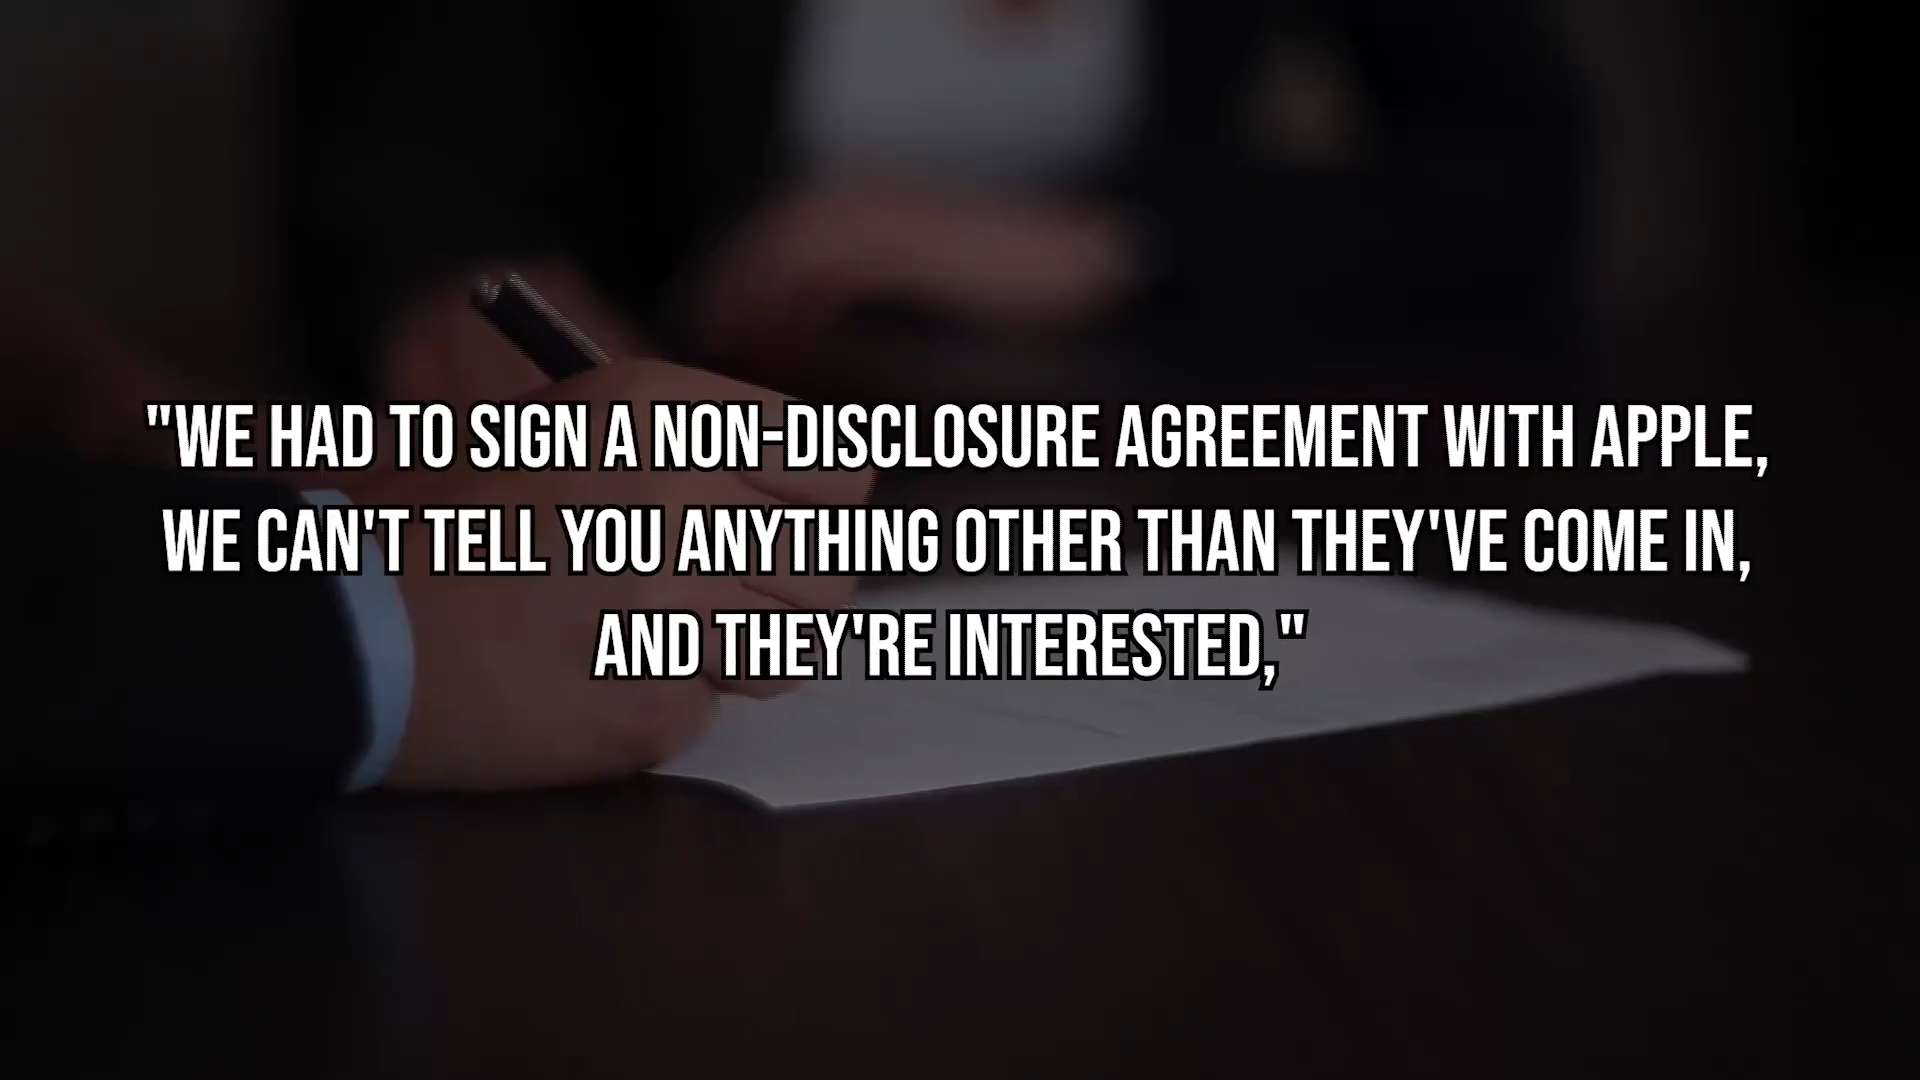 "WE HAD TO SIGN A NON-DISCLOSURE AGREEMENT WITH APPLE,
WE CAN'T TELL YOU ANYTHING OTHER THAN THEY'VE COME IN,
AND THEY'RE INTERESTED,"